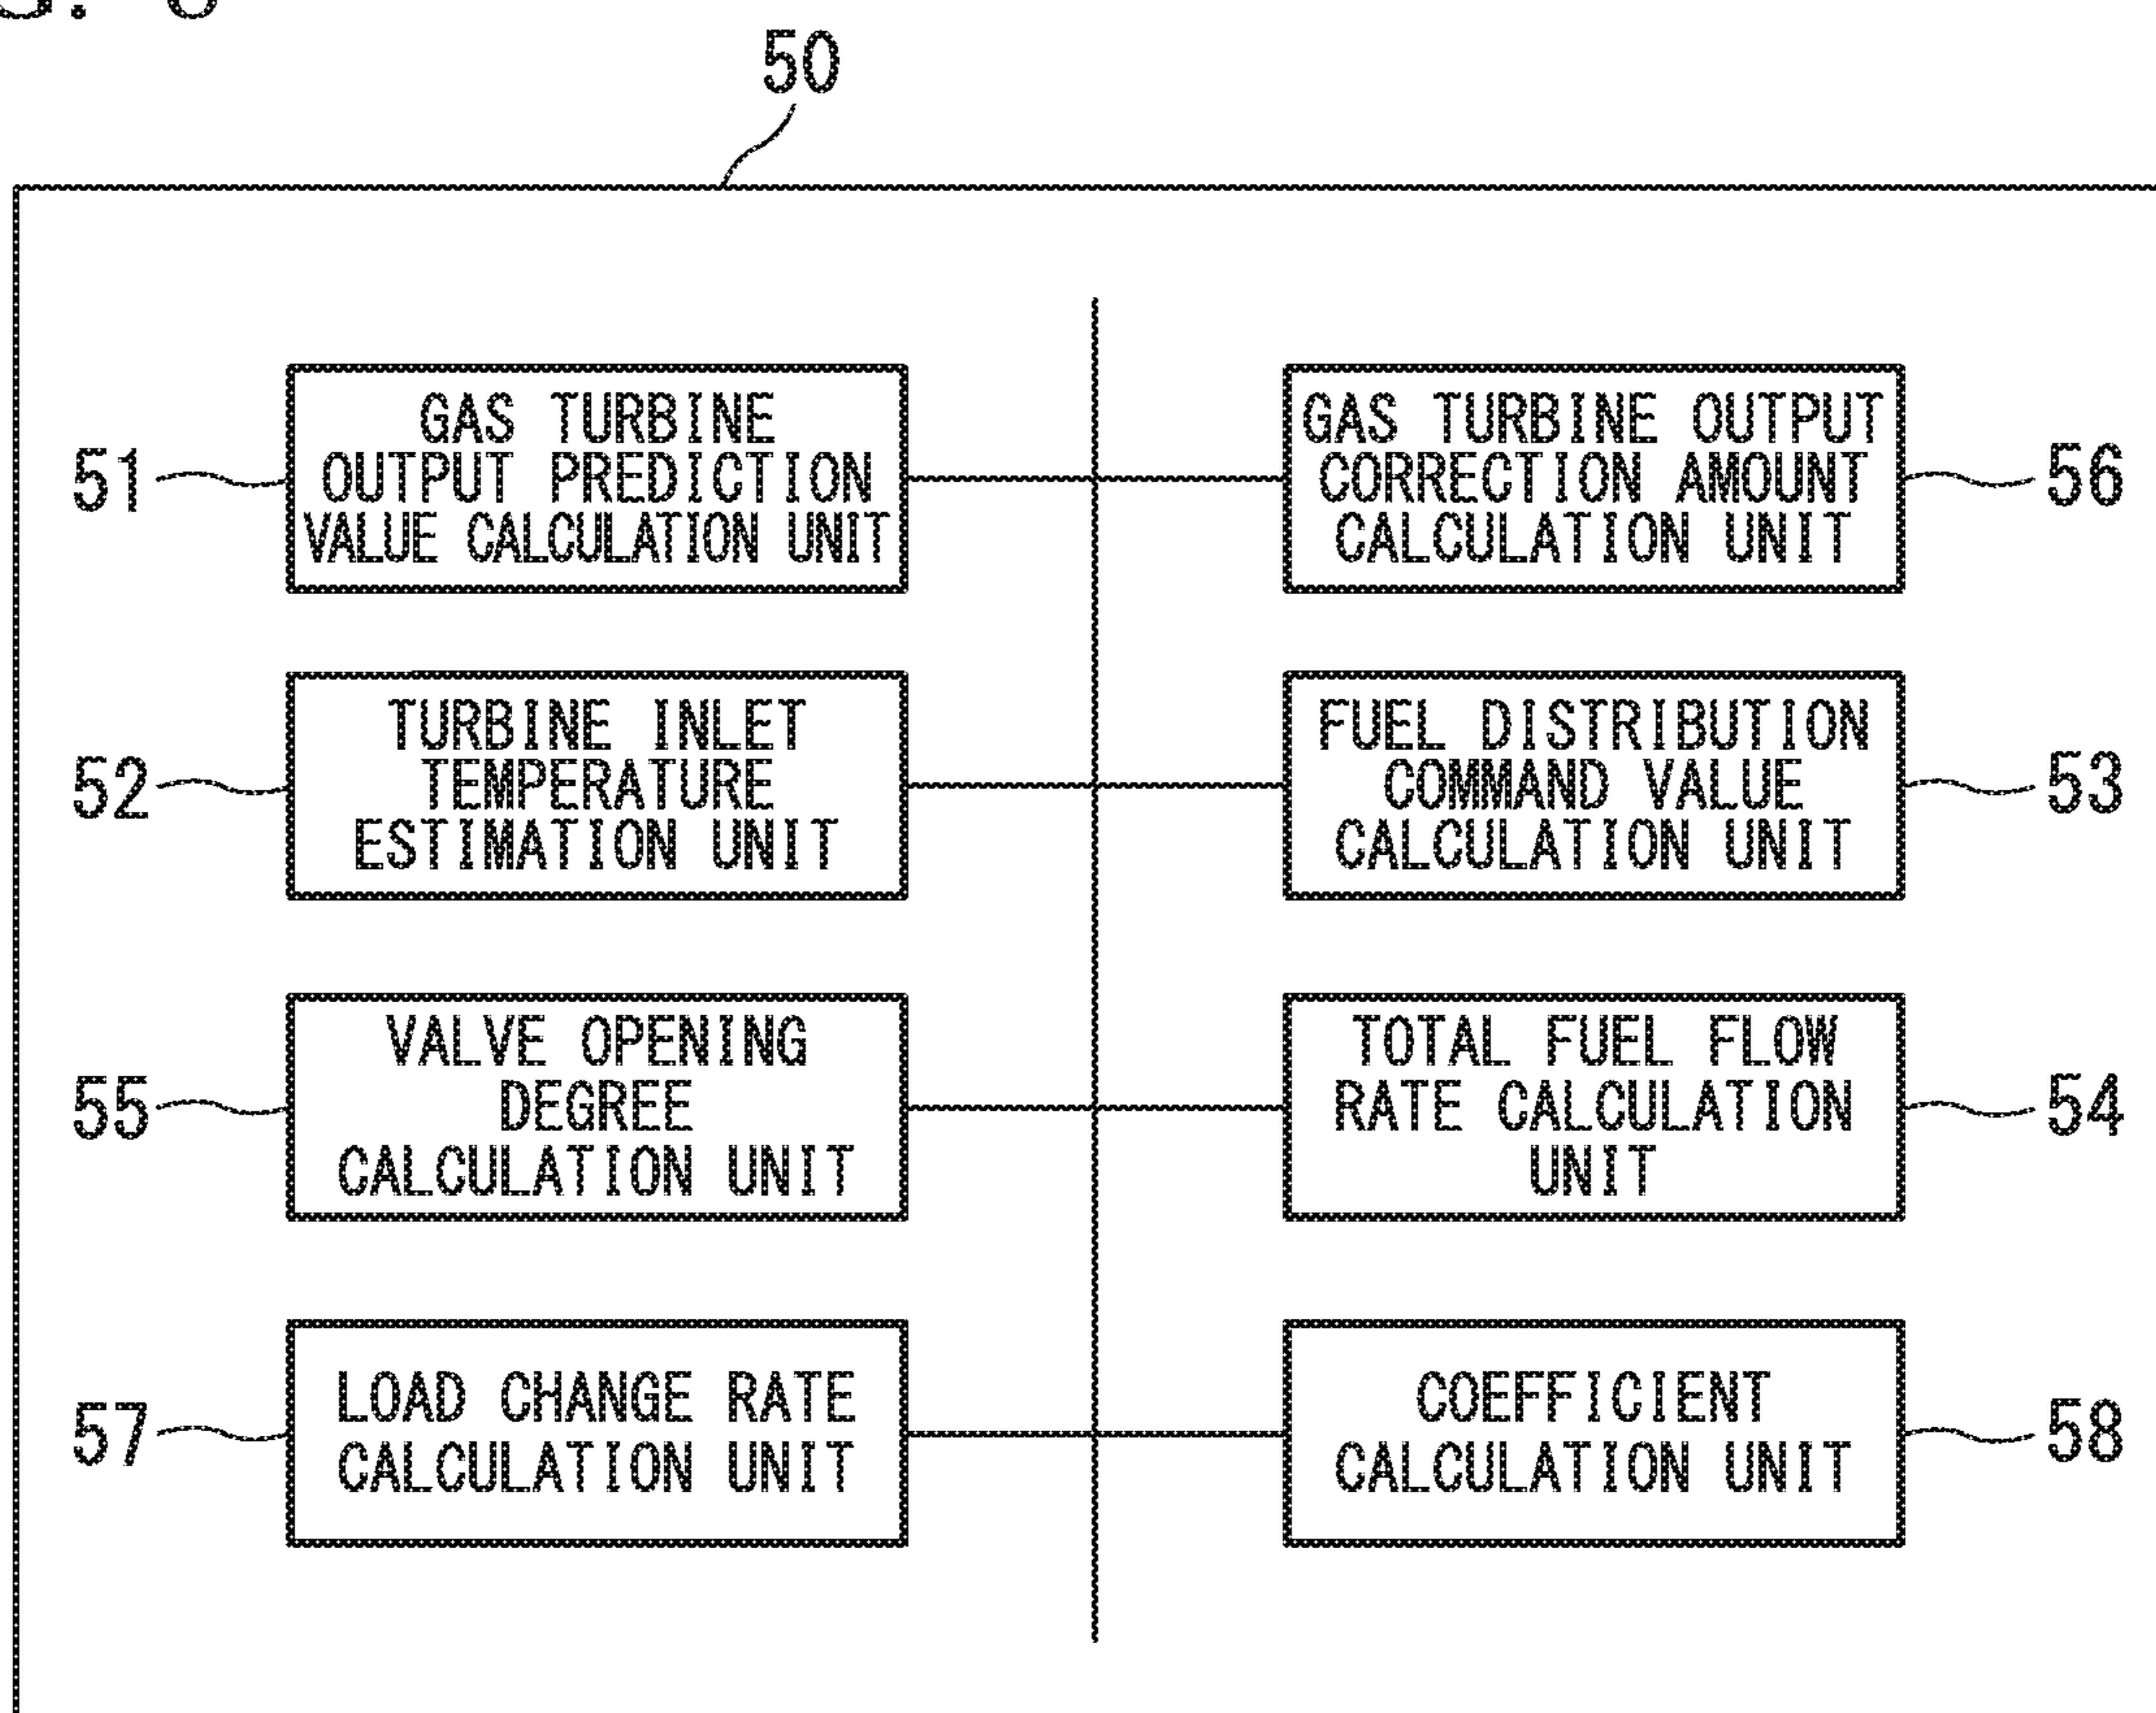 50
51
GAS TURBINE
OUTPUT PREDICTION
VALUE CALCULATION UNIT
GAS TURBINE OUTPUT
CORRECTION AMOUNT
CALCULATION UNIT
56
52
TURBINE INLET
TEMPERATURE
ESTIMATION UNIT
FUEL DISTRIBUTION
COMMAND VALUE
CALCULATION UNIT
53
55
VALVE OPENING
DEGREE
CALCULATION UNIT
TOTAL FUEL FLOW
RATE CALCULATION
UNIT
54
57
LOAD CHANGE RATE
CALCULATION UNIT
COEFFICIENT
CALCULATION UNIT
58